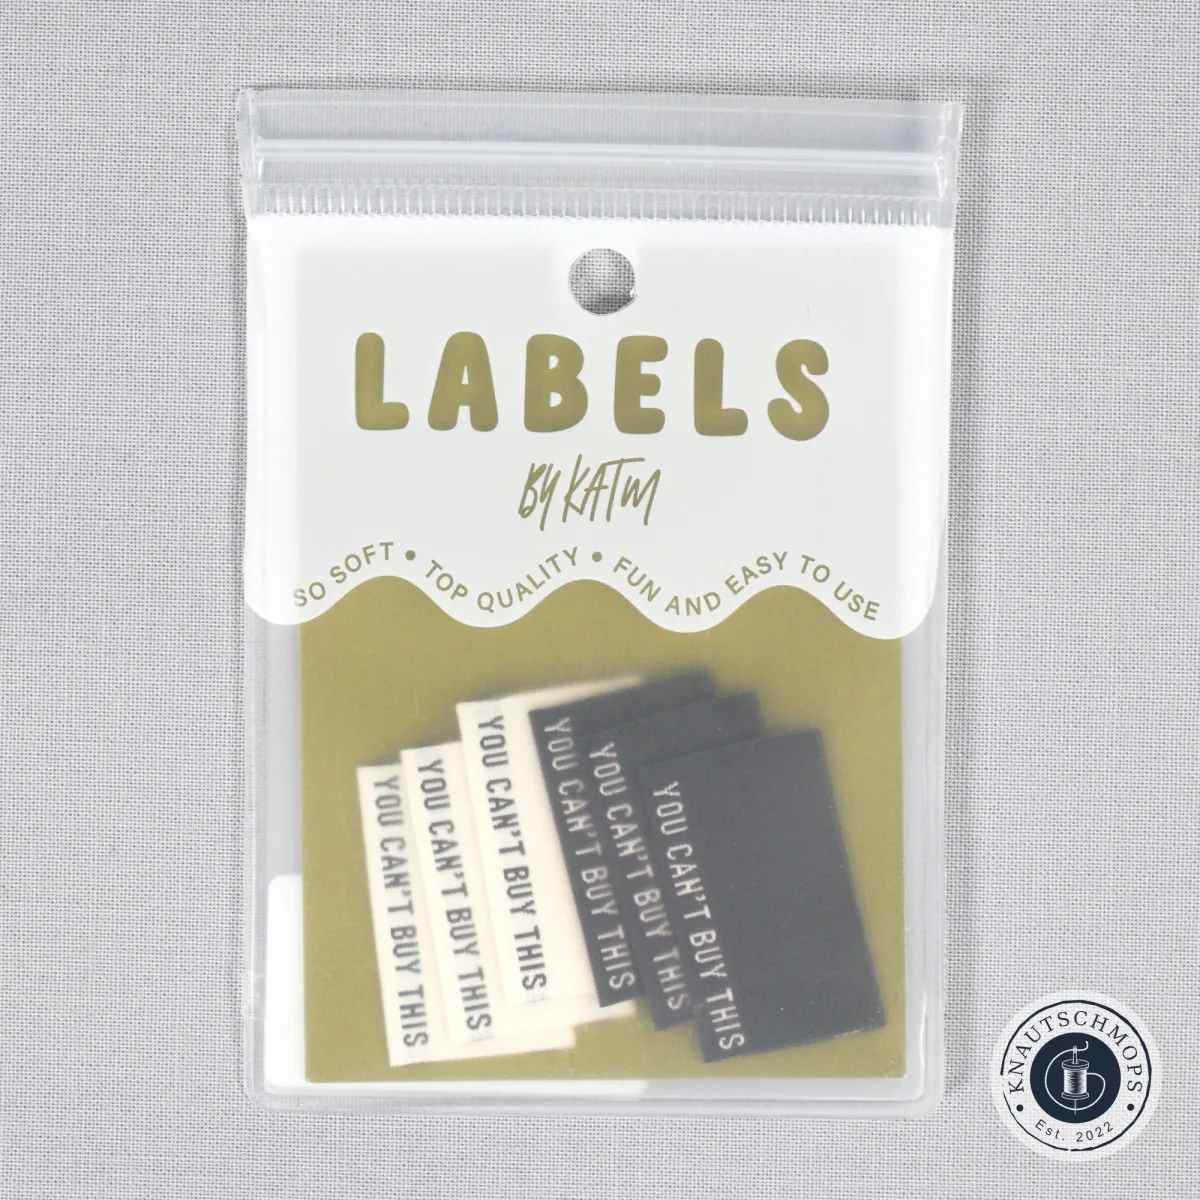 LABELS
BY KATM
SO SOFT • TOP QUALITY • FUN AND EASY TO USE
YOU CAN'T BUY THIS
YOU CAN'T BUY THIS
YOU CAN'T BUY THIS
YOU CAN'T BUY THIS
YOU CAN'T BUY THIS
YOU CAN'T BUY THIS
• KNAUTSCHMOPS •
Est. 2022